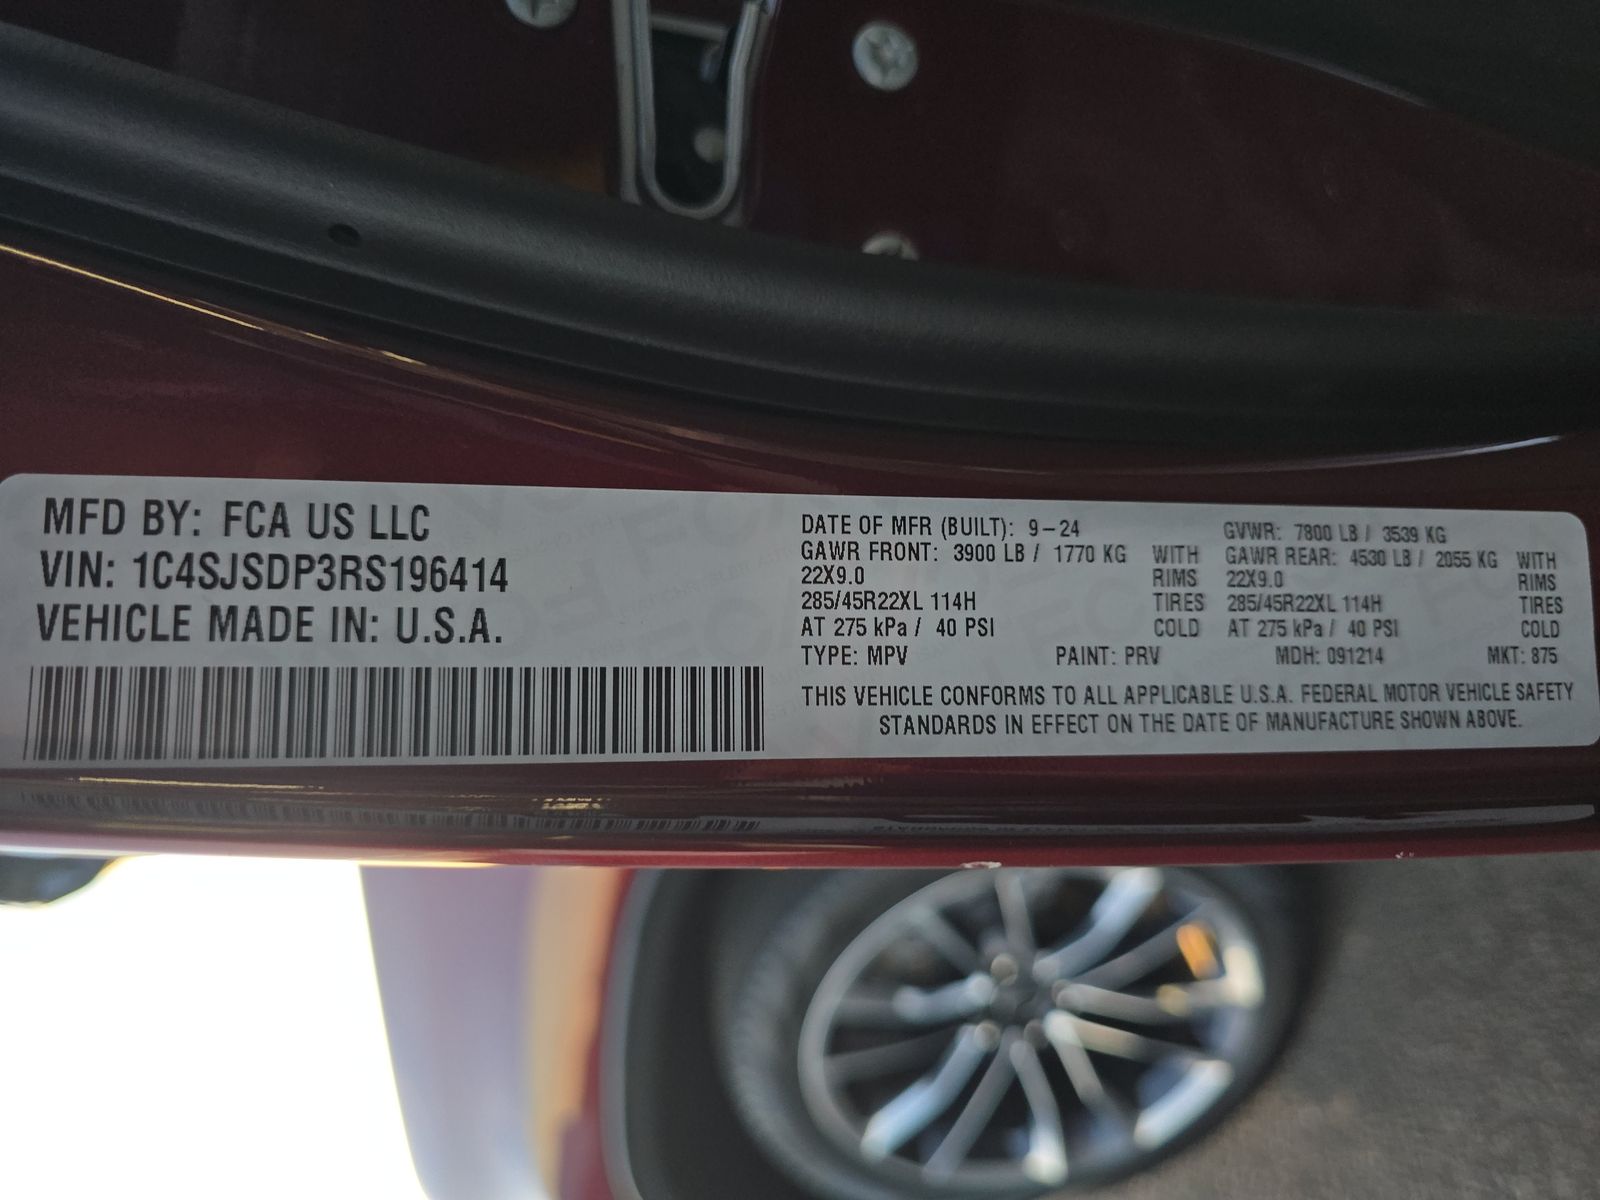 MFD BY: FCA US LLC
VIN: 1C4SJSDP3RS196414
VEHICLE MADE IN: U.S.A.
DATE OF MFR (BUILT): 9-24 GVWR: 7800 LB / 3539 KG
GAWR FRONT: 3900 LB / 1770 KG WITH GAWR REAR: 4530 LB / 2055 KG WITH
22X9.0 RIMS 22X9.0 RIMS
285/45R22XL 114H TIRES 285/45R22XL 114H TIRES
AT 275 kPa / 40 PSI COLD AT 275 kPa / 40 PSI COLD
TYPE: MPV PAINT: PRV MDH: 091214 MKT: 875
THIS VEHICLE CONFORMS TO ALL APPLICABLE U.S.A. FEDERAL MOTOR VEHICLE SAFETY
STANDARDS IN EFFECT ON THE DATE OF MANUFACTURE SHOWN ABOVE.